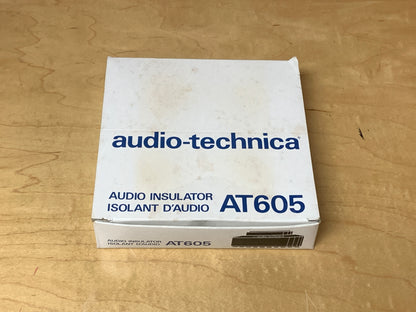 audio-technica
AUDIO INSULATOR
ISOLANT D'AUDIO AT605
AUDIO INSULATOR
ISOLANT D'AUDIO AT605